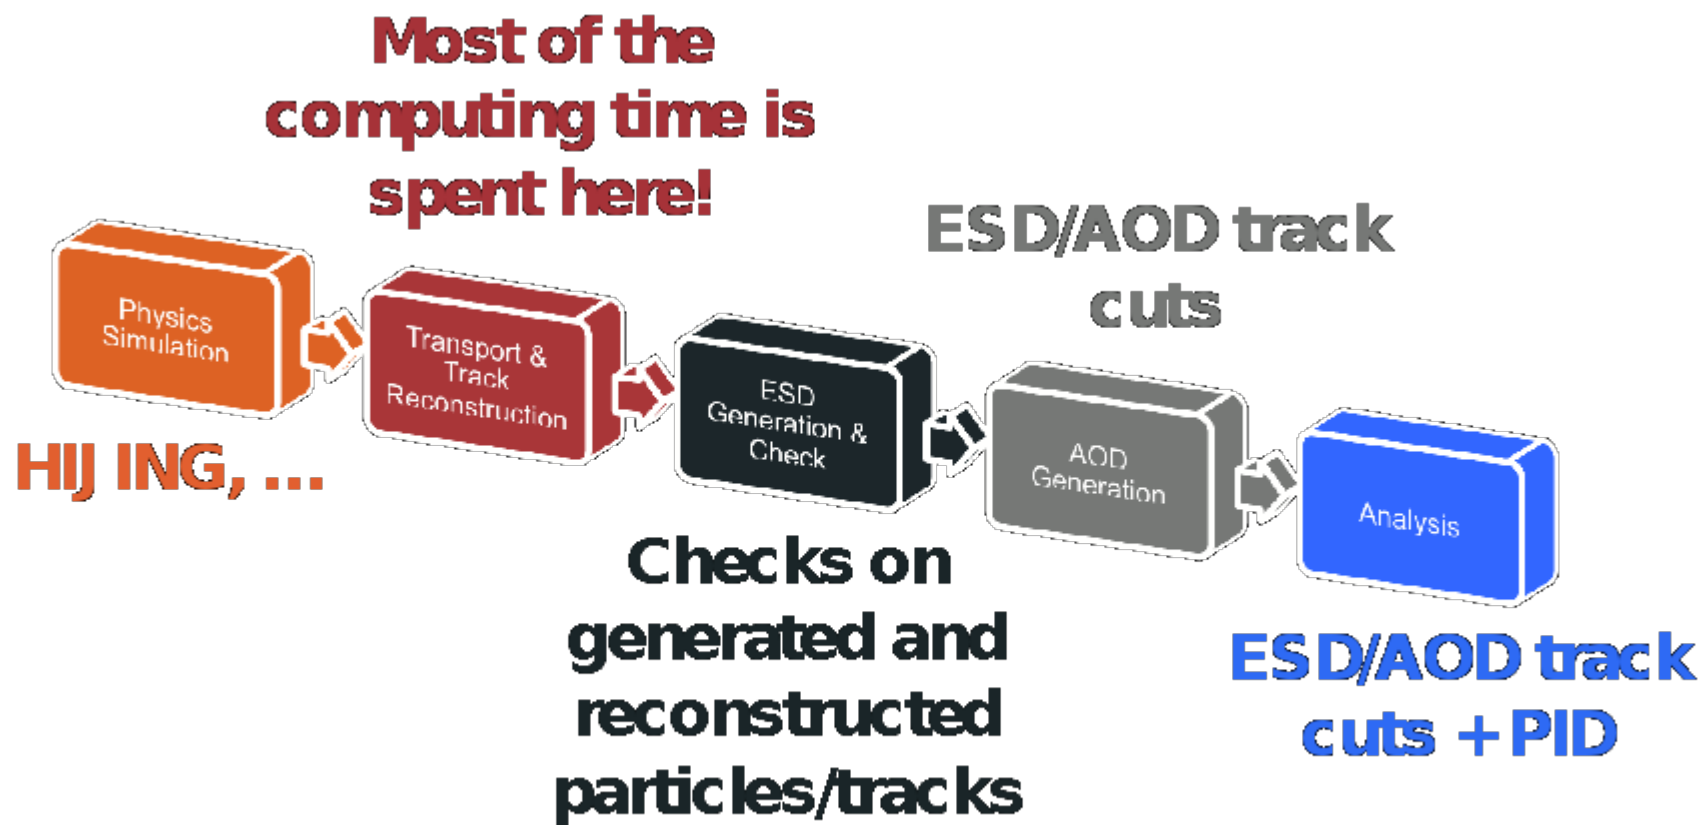 Most of the
computing time is
spent here!
ESD/AOD track
cuts
Physics
Simulation
Transport &
Track
Reconstruction
ESD
Generation &
Check
AOD
Generation
Analysis
HIJING, ...
Checks on
generated and
reconstructed
particles/tracks
ESD/AOD track
cuts + PID